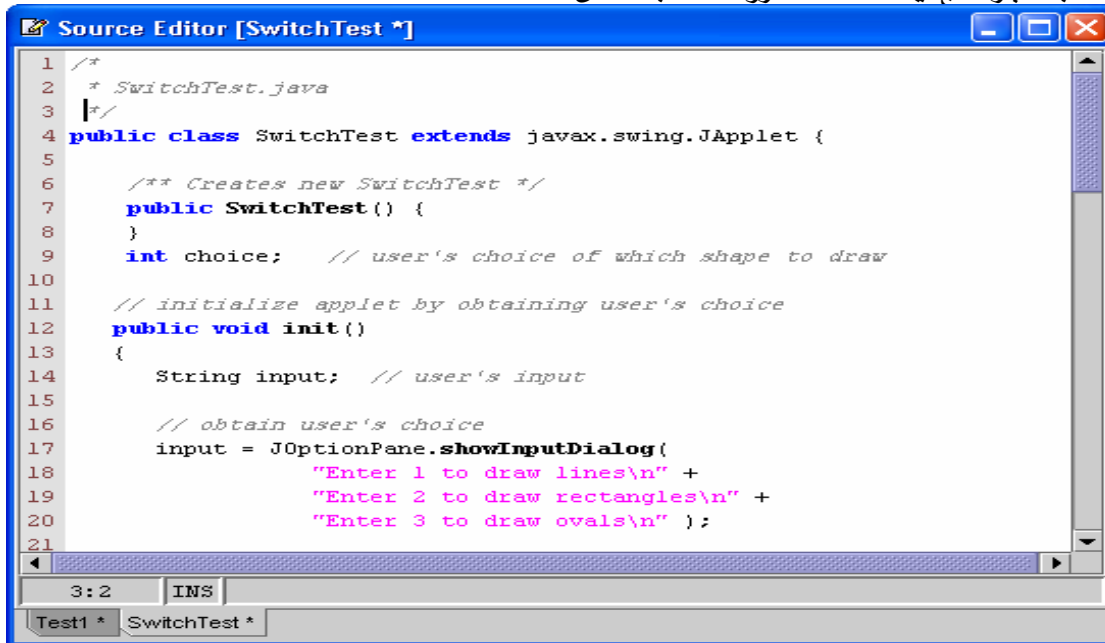 Source Editor [SwitchTest *]
1 /*
2  * SwitchTest.java
3  */
4 public class SwitchTest extends javax.swing.JApplet {
5
6     /** Creates new SwitchTest */
7     public SwitchTest() {
8     }
9     int choice;   // user's choice of which shape to draw
10
11    // initialize applet by obtaining user's choice
12    public void init()
13    {
14       String input;  // user's input
15
16       // obtain user's choice
17       input = JOptionPane.showInputDialog(
18                   "Enter 1 to draw lines\n" +
19                   "Enter 2 to draw rectangles\n" +
20                   "Enter 3 to draw ovals\n" );
21
3:2 INS
Test1 * SwitchTest *